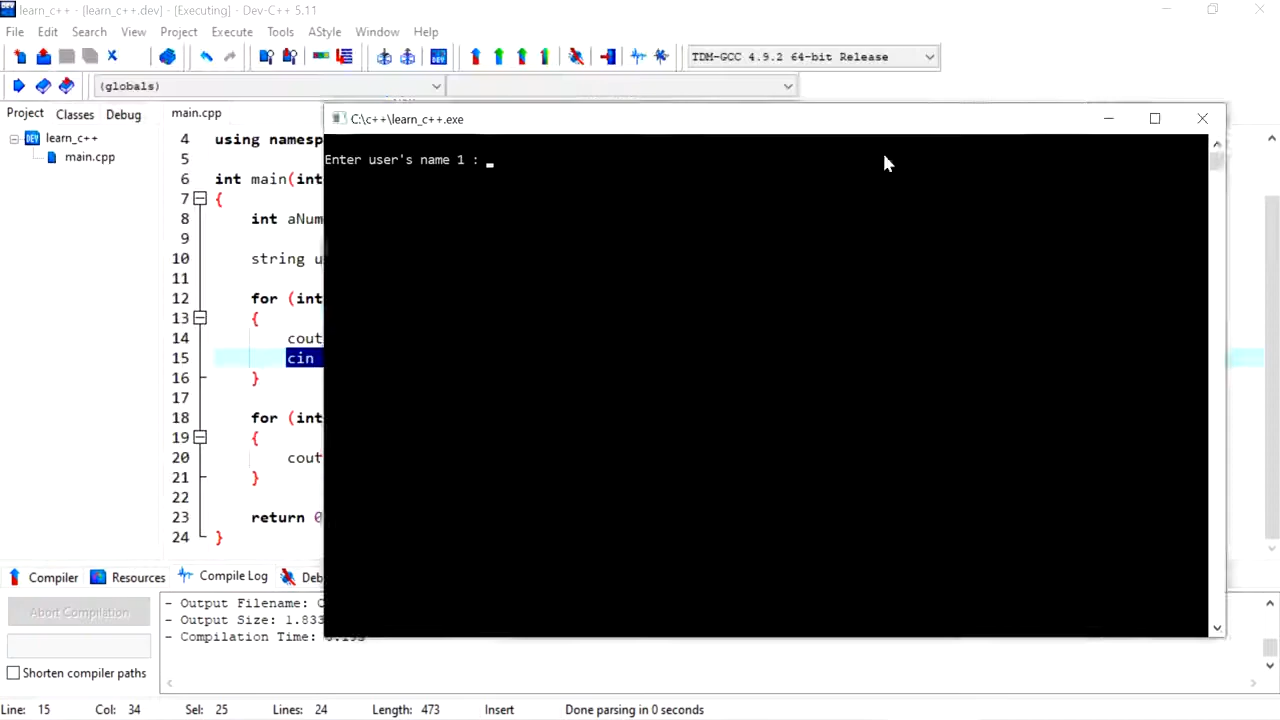 learn_c++ - [learn_c++.dev] - [Executing] - Dev-C++ 5.11
File Edit Search View Project Execute Tools AStyle Window Help
TDM-GCC 4.9.2 64-bit Release
(globals)
Project Classes Debug
main.cpp
learn_c++
main.cpp
C:\c++\learn_c++.exe
Enter user's name 1 :
4 using namesp
5
6 int main(int
7 {
8 int aNum
9
10 string u
11
12 for (int
13 {
14 cout
15 cin
16 }
17
18 for (int
19 {
20 cout
21 }
22
23 return 0
24 }
Compiler Resources Compile Log Deb
Abort Compilation
Shorten compiler paths
- Output Filename: C
- Output Size: 1.833
- Compilation Time:
Line: 15 Col: 34 Sel: 25 Lines: 24 Length: 473 Insert Done parsing in 0 seconds